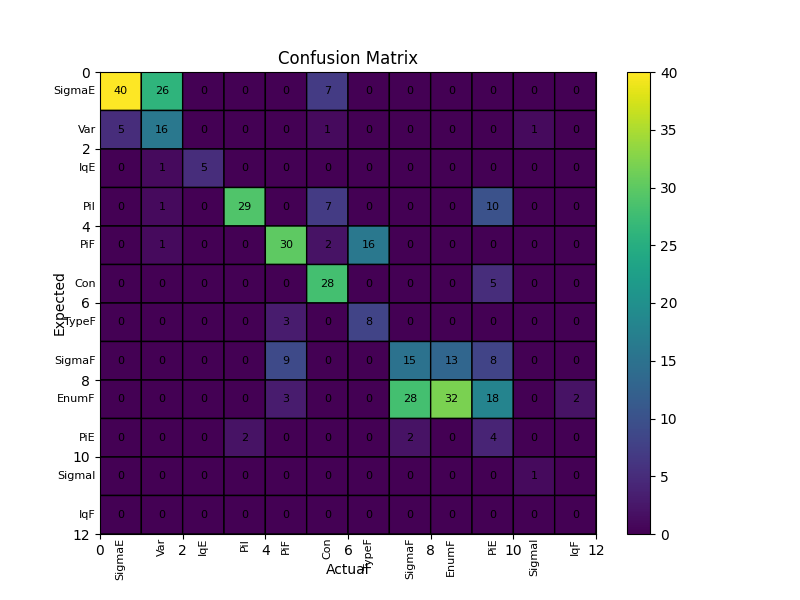 Confusion Matrix
0
SigmaE 40 26 0 0 0 7 0 0 0 0 0 0
Var 5 16 0 0 0 1 0 0 0 0 1 0
2
IqE 0 1 5 0 0 0 0 0 0 0 0 0
PiI 0 1 0 29 0 7 0 0 0 10 0 0
4
PiF 0 1 0 0 30 2 16 0 0 0 0 0
Con 0 0 0 0 0 28 0 0 0 5 0 0
6
Expected
TypeF 0 0 0 0 3 0 8 0 0 0 0 0
SigmaF 0 0 0 0 9 0 0 15 13 8 0 0
8
EnumF 0 0 0 0 3 0 0 28 32 18 0 2
PiE 0 0 0 2 0 0 0 2 0 4 0 0
10
SigmaI 0 0 0 0 0 0 0 0 0 0 1 0
IqF 0 0 0 0 0 0 0 0 0 0 0 0
12
0 2 4 6 8 10 12
SigmaE Var IqE PiI PiF Con TypeF SigmaF EnumF PiE SigmaI IqF
Actual
40
35
30
25
20
15
10
5
0